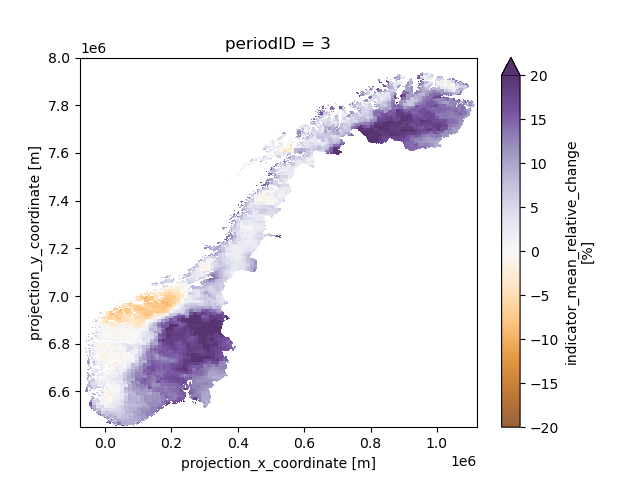 periodID = 3
1e6
8.0
7.8
7.6
7.4
7.2
7.0
6.8
6.6
projection_y_coordinate [m]
0.0 0.2 0.4 0.6 0.8 1.0
1e6
projection_x_coordinate [m]
20
15
10
5
0
−5
−10
−15
−20
indicator_mean_relative_change
[%]